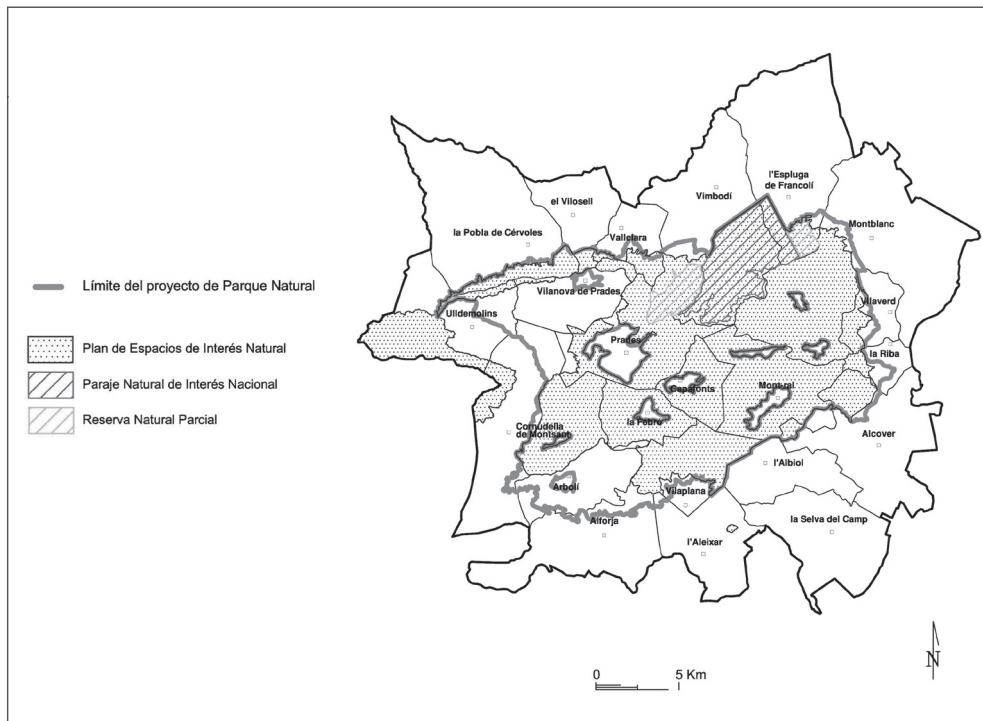 l'Espluga
de Francolí
Vimbodí
el Vilosell
Montblanc
la Pobla de Cérvoles
Vallclara
Límite del proyecto de Parque Natural
Vilanova de Prades
Vilaverd
Ulldemolins
Plan de Espacios de Interés Natural
Prades
la Riba
Paraje Natural de Interés Nacional
Capafonts
Mont-ral
Reserva Natural Parcial
la Febró
Cornudella
de Montsant
Alcover
l'Albiol
Arbolí
Vilaplana
la Selva del Camp
Alforja
l'Aleixar
N
0 5 Km